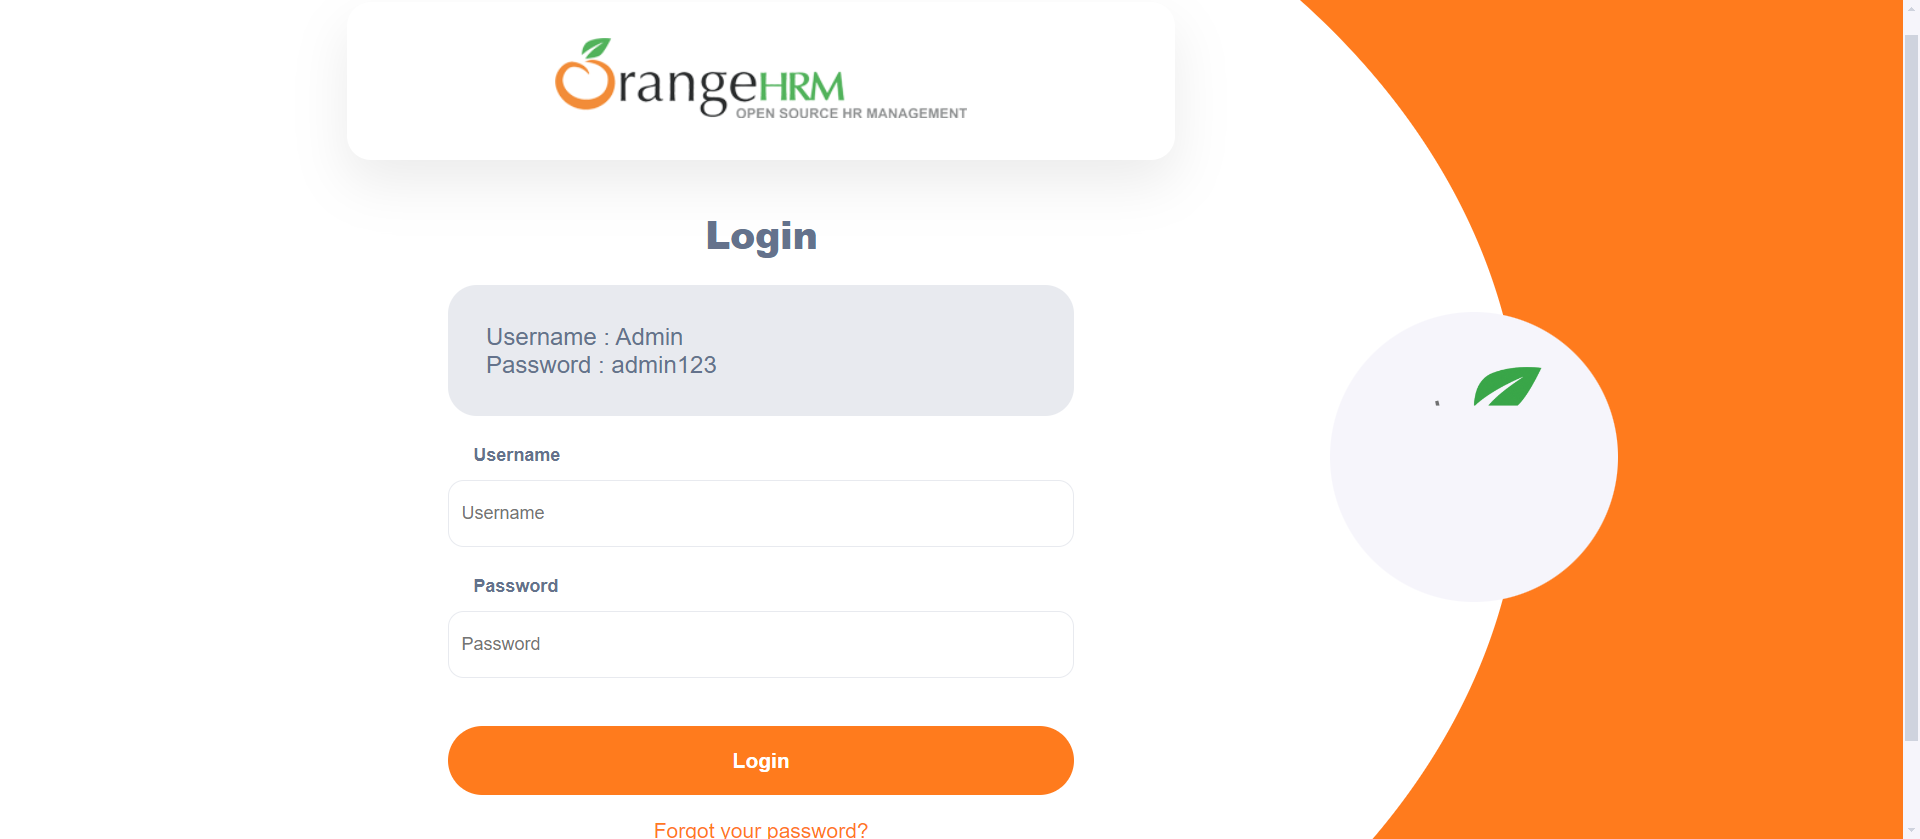 OrangeHRM
OPEN SOURCE HR MANAGEMENT
Login
Username : Admin
Password : admin123
Username
Username
Password
Password
Login
Forgot your password?